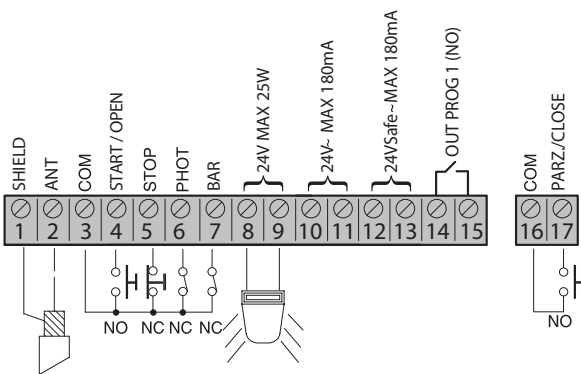 SHIELD
ANT
COM
START / OPEN
STOP
PHOT
BAR
24V MAX 25W
24V~ MAX 180mA
24VSafe~MAX 180mA
OUT PROG 1 (NO)
COM
PARZ./CLOSE
1 2 3 4 5 6 7 8 9 10 11 12 13 14 15 16 17
NO NC NC NC
NO